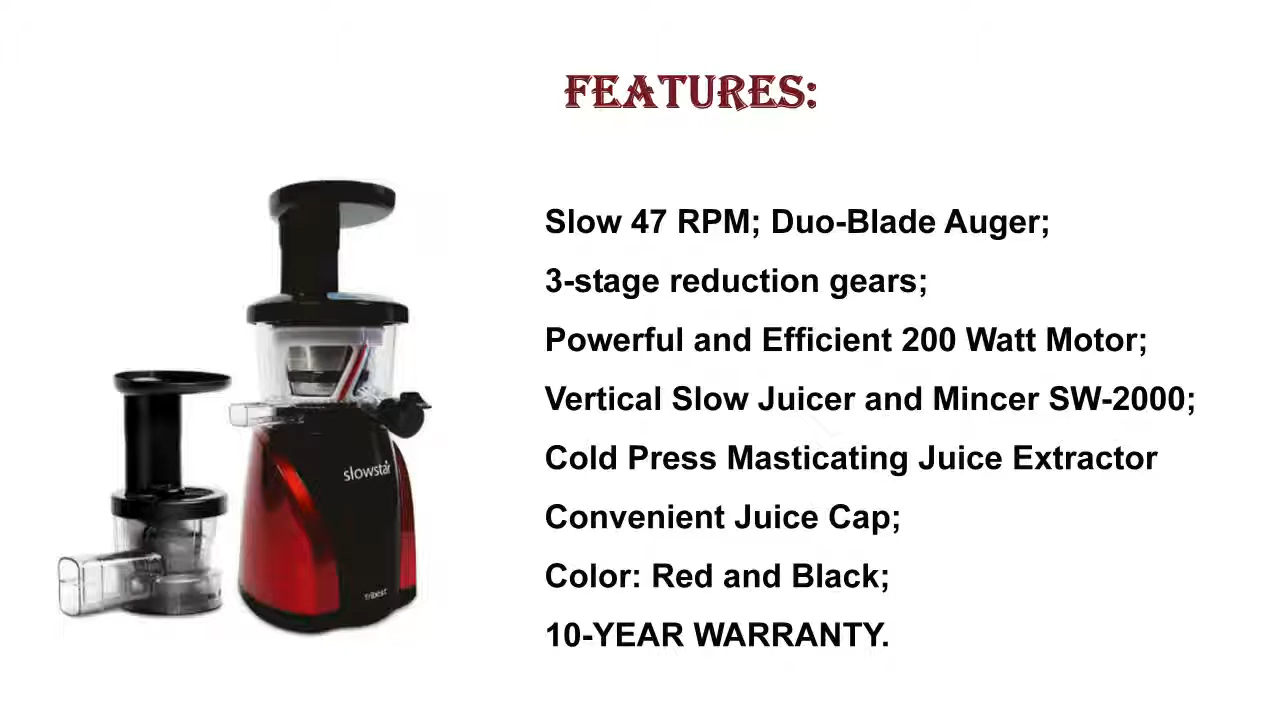 FEATURES:
Slow 47 RPM; Duo-Blade Auger;
3-stage reduction gears;
Powerful and Efficient 200 Watt Motor;
Vertical Slow Juicer and Mincer SW-2000;
Cold Press Masticating Juice Extractor
Convenient Juice Cap;
Color: Red and Black;
10-YEAR WARRANTY.
slowstar
Tribest